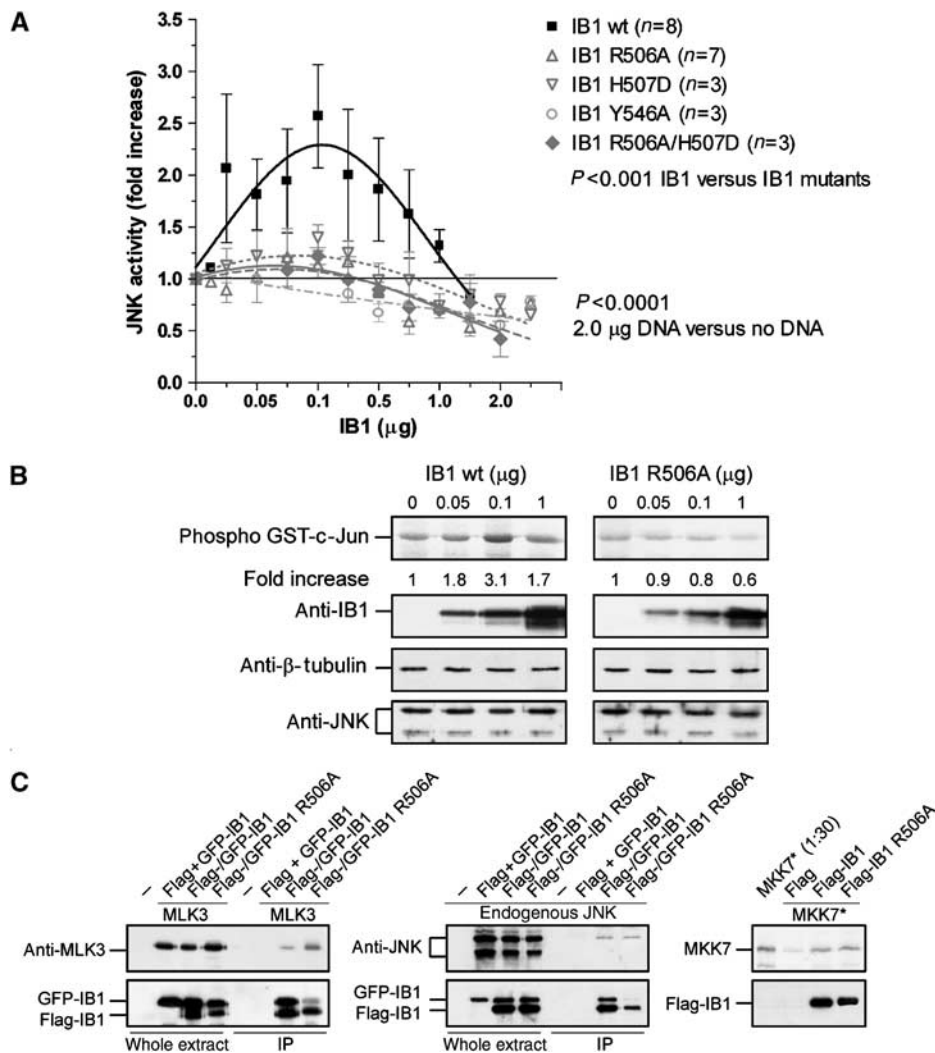 A
JNK activity (fold increase)
3.0
2.5
2.0
1.5
1.0
0.5
0.0
0.0 0.05 0.1 0.5 1.0 2.0
IB1 (μg)
IB1 wt (n=8)
IB1 R506A (n=7)
IB1 H507D (n=3)
IB1 Y546A (n=3)
IB1 R506A/H507D (n=3)
P<0.001 IB1 versus IB1 mutants
P<0.0001
2.0 μg DNA versus no DNA
B
IB1 wt (μg) IB1 R506A (μg)
0 0.05 0.1 1 0 0.05 0.1 1
Phospho GST-c-Jun
Fold increase 1 1.8 3.1 1.7 1 0.9 0.8 0.6
Anti-IB1
Anti-β-tubulin
Anti-JNK
C
– Flag+GFP-IB1 Flag-/GFP-IB1 Flag-/GFP-IB1 R506A – Flag + GFP-IB1 Flag-/GFP-IB1 Flag-/GFP-IB1 R506A
MLK3 MLK3
Anti-MLK3
GFP-IB1
Flag-IB1
Whole extract IP
– Flag+GFP-IB1 Flag-/GFP-IB1 Flag-/GFP-IB1 R506A – Flag + GFP-IB1 Flag-/GFP-IB1 Flag-/GFP-IB1 R506A
Endogenous JNK
Anti-JNK
GFP-IB1
Flag-IB1
Whole extract IP
MKK7* (1:30) Flag Flag-IB1 Flag-IB1 R506A
MKK7*
MKK7
Flag-IB1